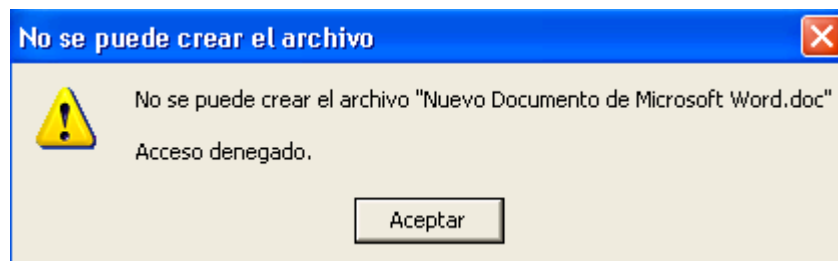 No se puede crear el archivo
No se puede crear el archivo "Nuevo Documento de Microsoft Word.doc"
Acceso denegado.
Aceptar